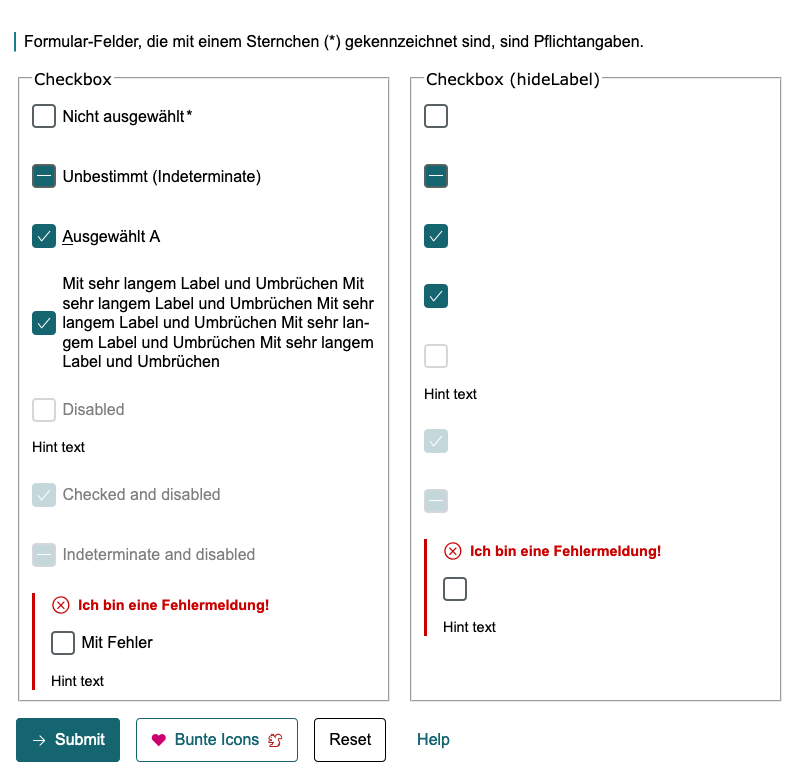 Formular-Felder, die mit einem Sternchen (*) gekennzeichnet sind, sind Pflichtangaben.
Checkbox
Nicht ausgewählt*
Unbestimmt (Indeterminate)
Ausgewählt A
Mit sehr langem Label und Umbrüchen Mit
sehr langem Label und Umbrüchen Mit sehr
langem Label und Umbrüchen Mit sehr lan-
gem Label und Umbrüchen Mit sehr langem
Label und Umbrüchen
Disabled
Hint text
Checked and disabled
Indeterminate and disabled
Ich bin eine Fehlermeldung!
Mit Fehler
Hint text
Checkbox (hideLabel)
Hint text
Ich bin eine Fehlermeldung!
Hint text
Submit
Bunte Icons
Reset
Help